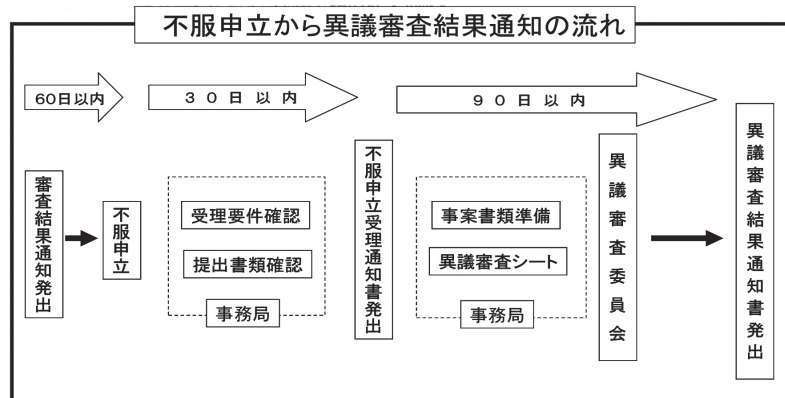 不服申立から異議審査結果通知の流れ
60日以内
３０日以内
９０日以内
審査結果通知発出
不服申立
受理要件確認
提出書類確認
事務局
不服申立受理通知書発出
事案書類準備
異議審査シート
事務局
異議審査委員会
異議審査結果通知書発出